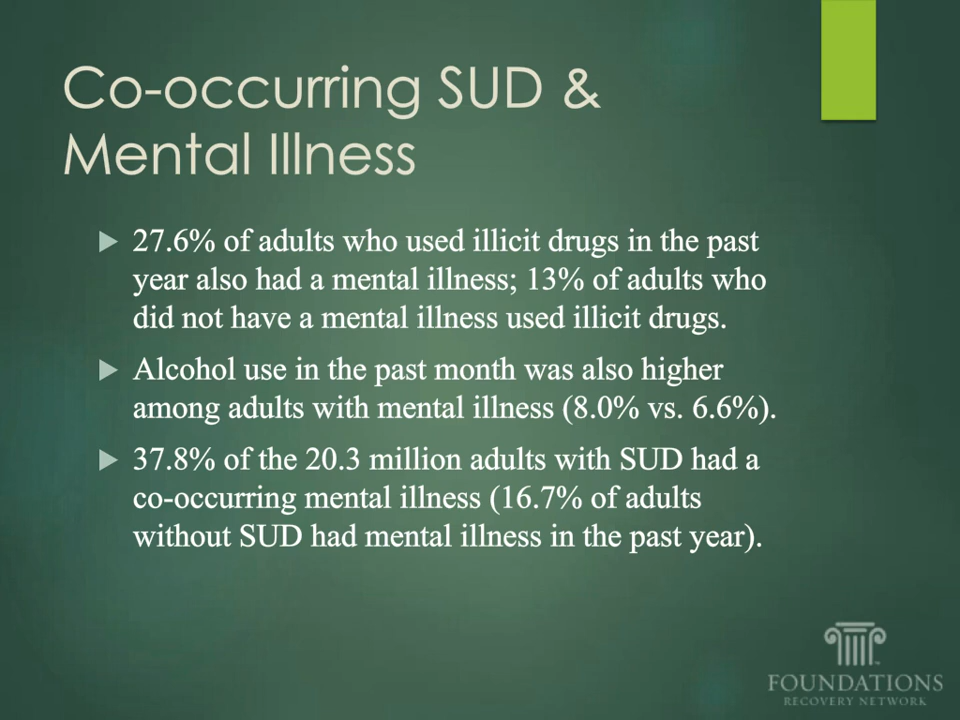 Co-occurring SUD &
Mental Illness
27.6% of adults who used illicit drugs in the past
year also had a mental illness; 13% of adults who
did not have a mental illness used illicit drugs.
Alcohol use in the past month was also higher
among adults with mental illness (8.0% vs. 6.6%).
37.8% of the 20.3 million adults with SUD had a
co-occurring mental illness (16.7% of adults
without SUD had mental illness in the past year).
FOUNDATIONS
RECOVERY NETWORK